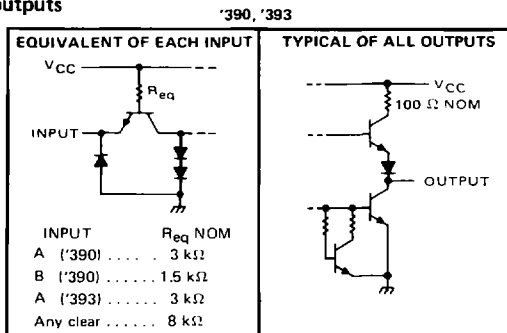 outputs
'390, '393
EQUIVALENT OF EACH INPUT
VCC
Req
INPUT
INPUT Req NOM
A ('390) ...... 3 kΩ
B ('390) ...... 1.5 kΩ
A ('393) ...... 3 kΩ
Any clear ...... 8 kΩ
TYPICAL OF ALL OUTPUTS
VCC
100 Ω NOM
OUTPUT